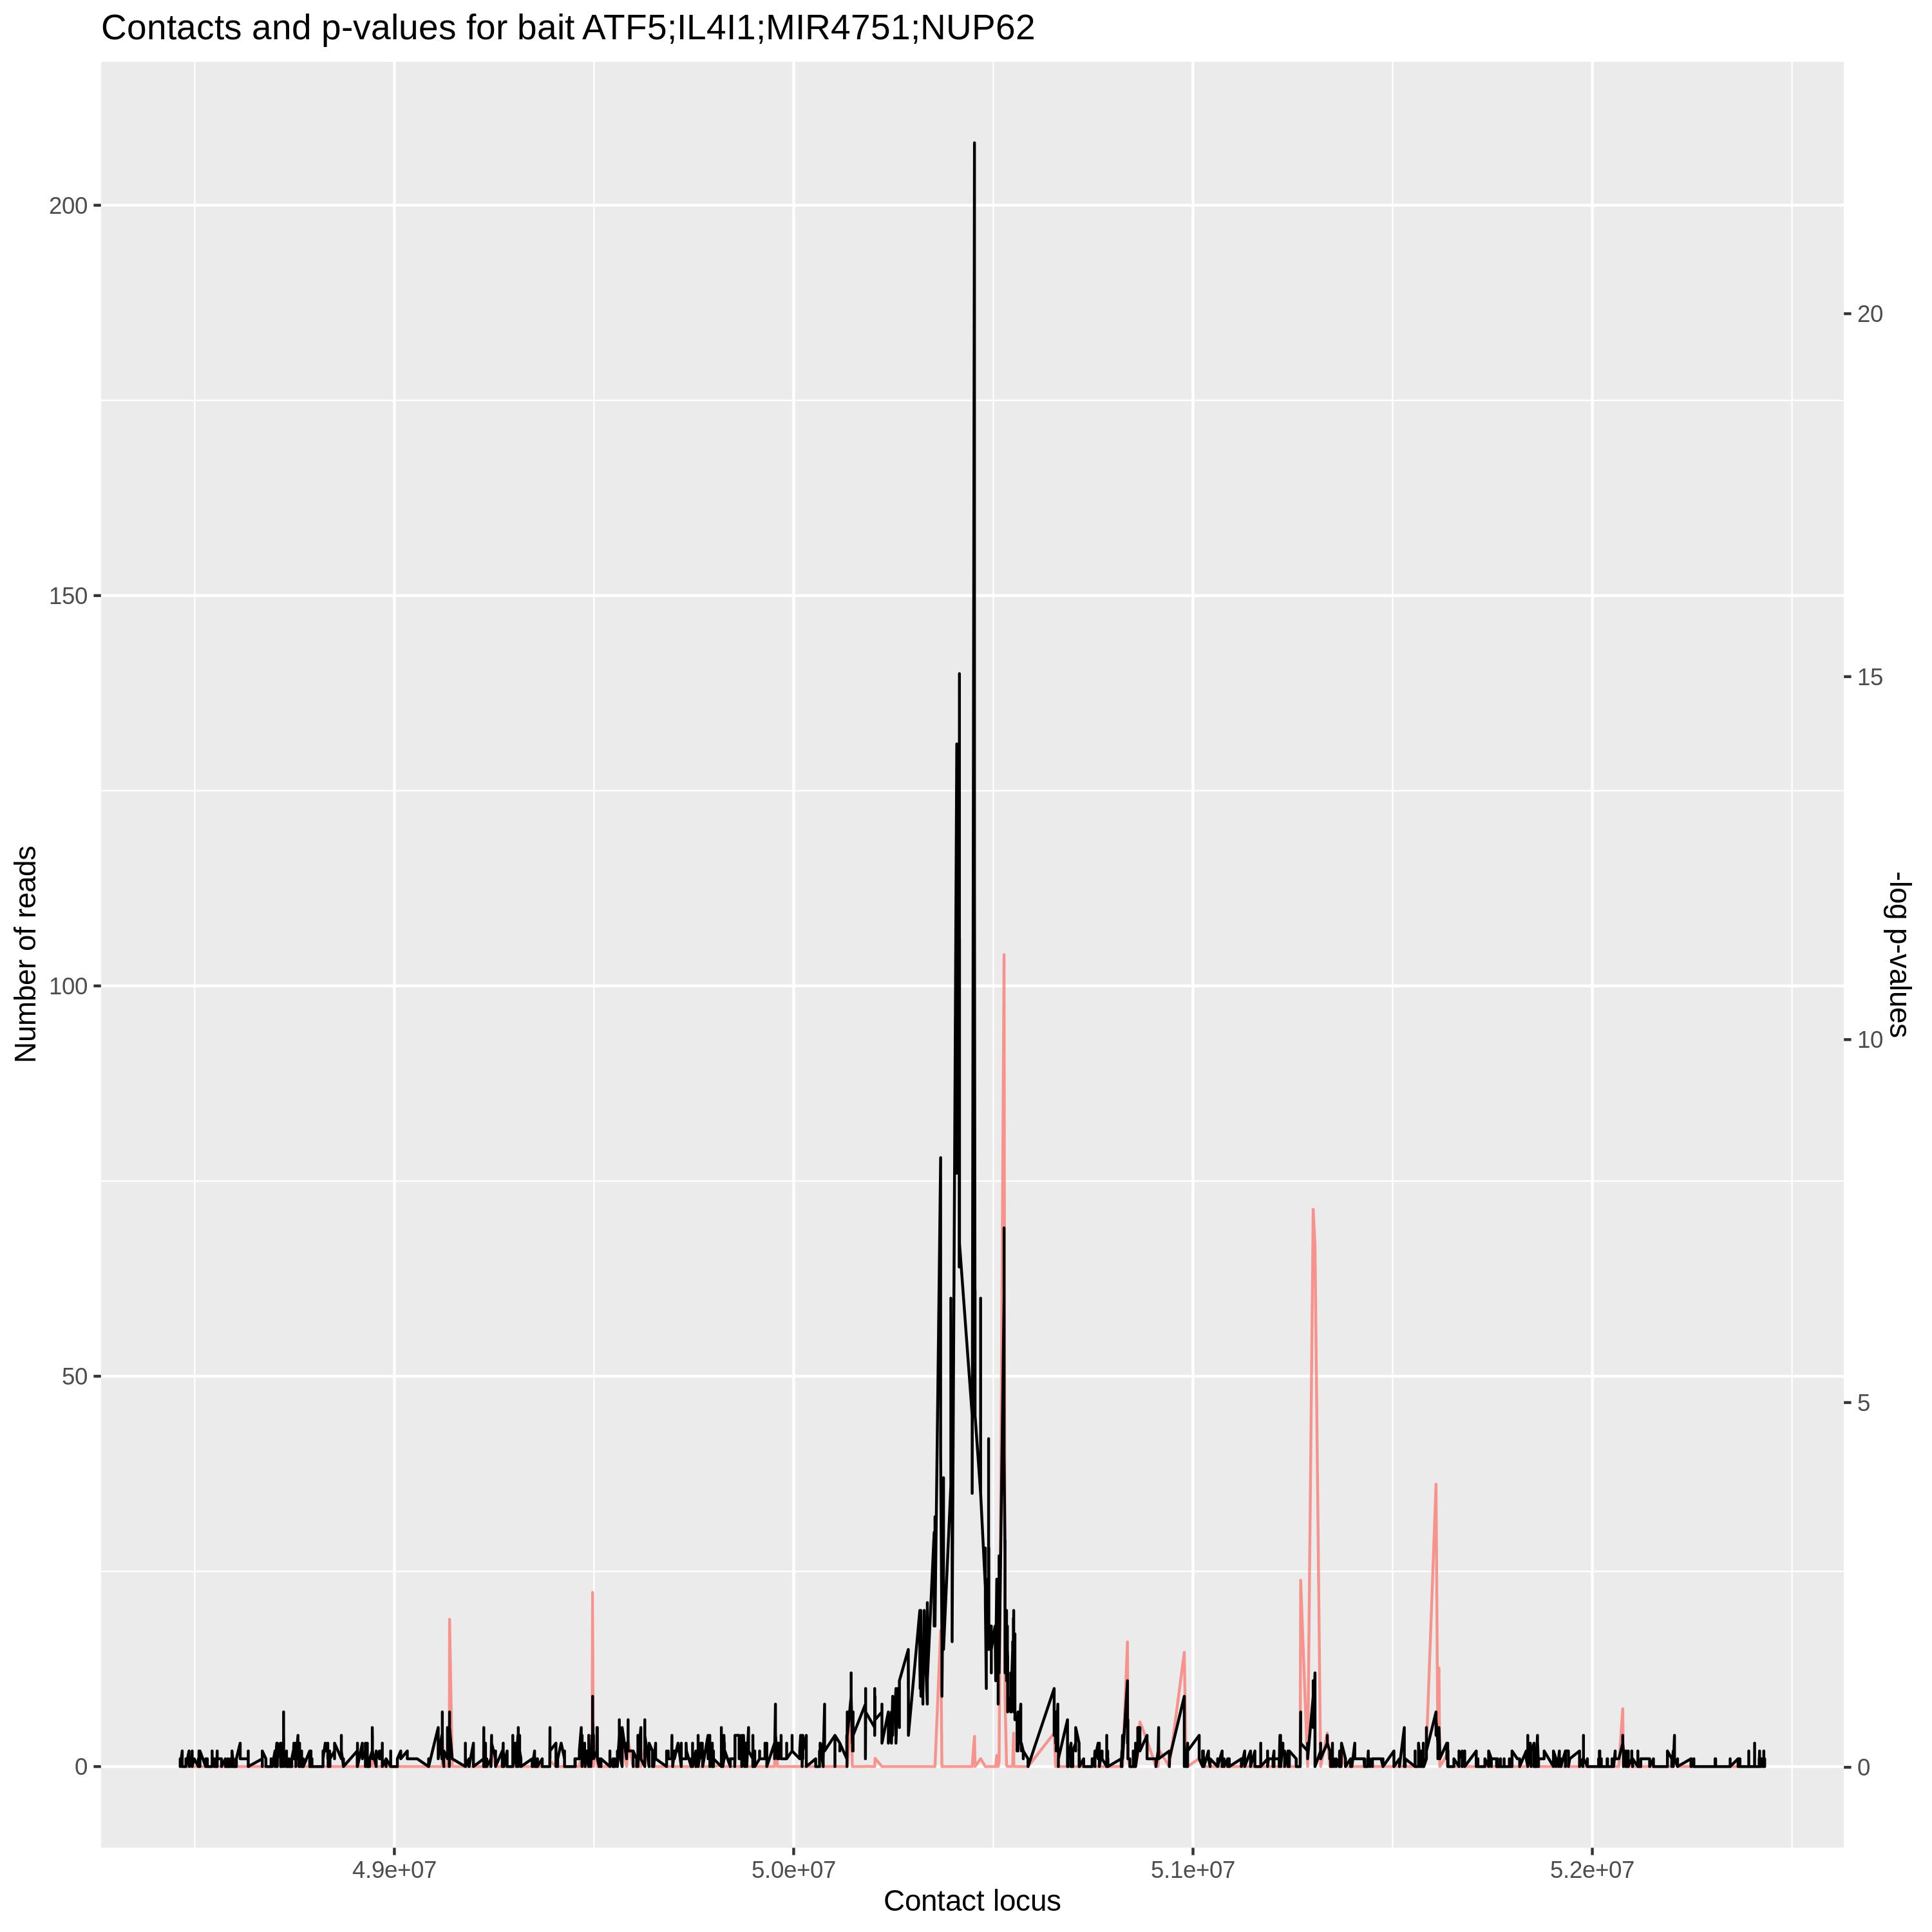 Contacts and p-values for bait ATF5;IL4I1;MIR4751;NUP62
200
150
100
50
0
Number of reads
20
15
10
5
0
-log p-values
4.9e+07
5.0e+07
5.1e+07
5.2e+07
Contact locus